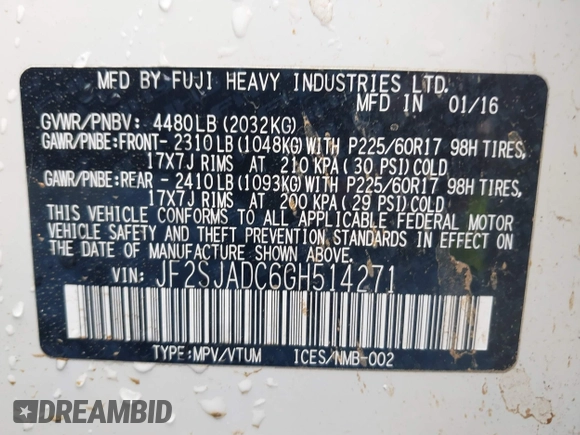 MFD BY FUJI HEAVY INDUSTRIES LTD.
MFD IN 01/16
GVWR/PNBV: 4480LB(2032KG)
GAWR/PNBE:FRONT- 2310LB(1048KG)WITH P225/60R17 98H TIRES,
17X7J RIMS AT 210 KPA(30 PSI)COLD
GAWR/PNBE:REAR - 2410LB(1093KG)WITH P225/60R17 98H TIRES,
17X7J RIMS AT 200 KPA(29 PSI)COLD
THIS VEHICLE CONFORMS TO ALL APPLICABLE FEDERAL MOTOR
VEHICLE SAFETY AND THEFT PREVENTION STANDARDS IN EFFECT ON
THE DATE OF MANUFACTURE SHOWN ABOVE.
VIN: JF2SJADC6GH514271
TYPE:MPV/VTUM ICES/NMB-002
DREAMBID